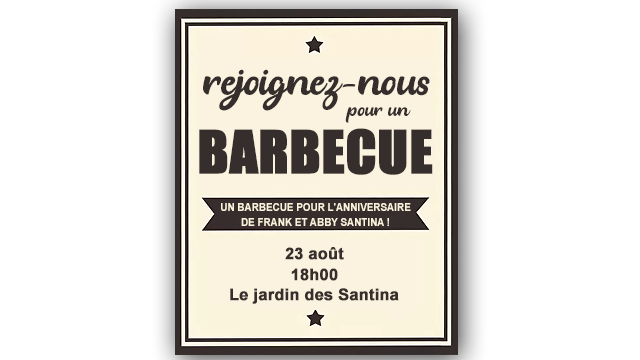 rejoignez-nous
pour un
BARBECUE
UN BARBECUE POUR L'ANNIVERSAIRE
DE FRANK ET ABBY SANTINA !
23 août
18h00
Le jardin des Santina